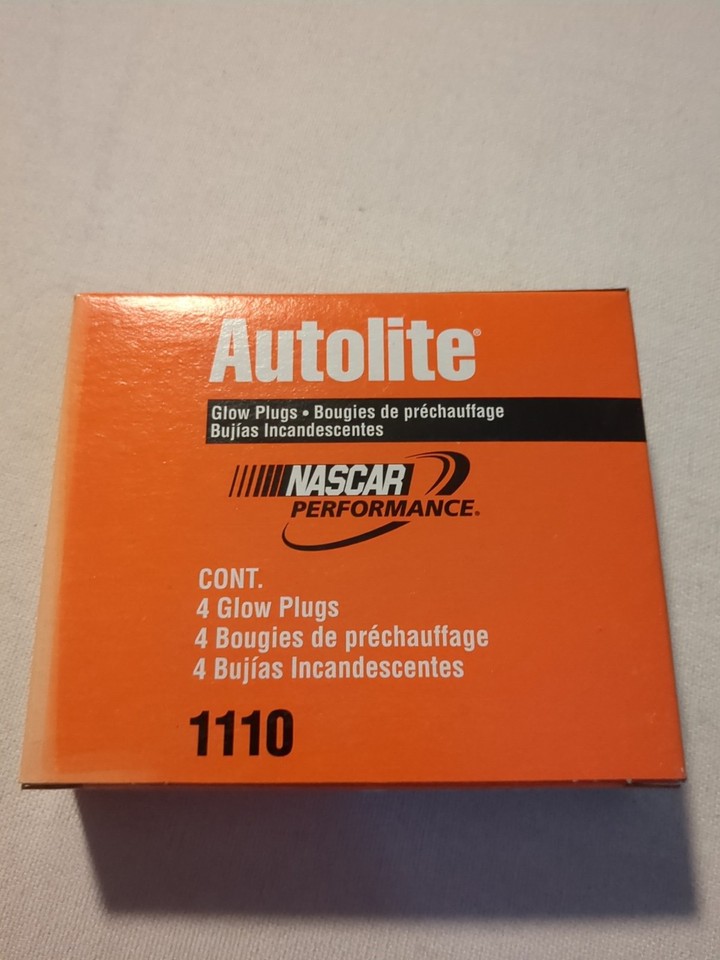 Autolite®
Glow Plugs • Bougies de préchauffage
Bujías Incandescentes
NASCAR
PERFORMANCE®
CONT.
4 Glow Plugs
4 Bougies de préchauffage
4 Bujías Incandescentes
1110